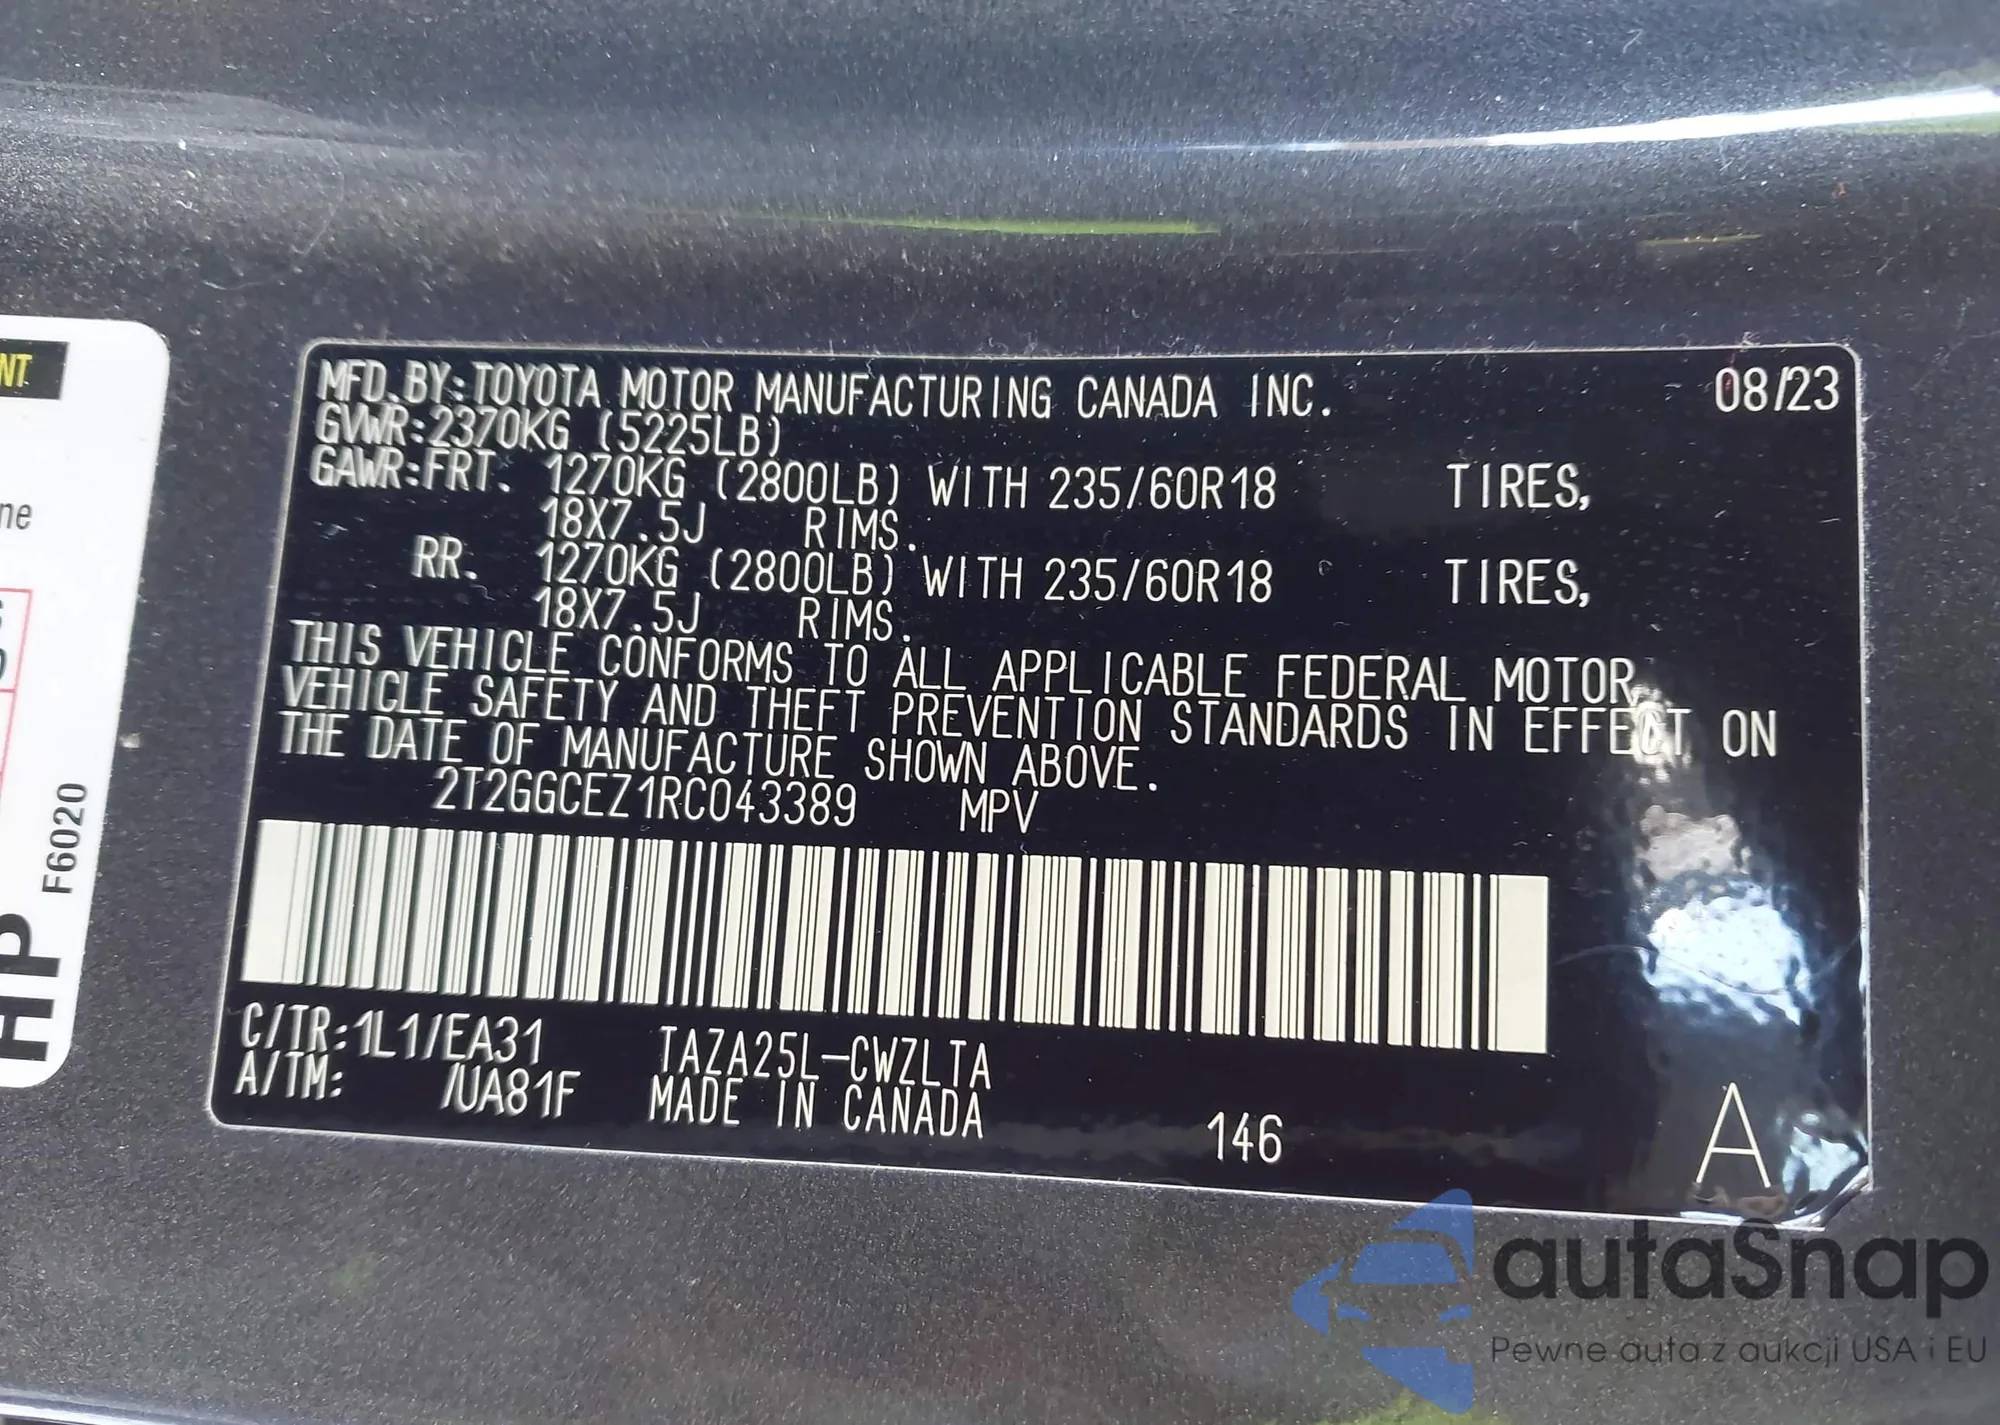 MFD.BY:TOYOTA MOTOR MANUFACTURING CANADA INC. 08/23
GVWR:2370KG (5225LB)
GAWR:FRT. 1270KG (2800LB) WITH 235/60R18 TIRES,
18X7.5J RIMS.
RR. 1270KG (2800LB) WITH 235/60R18 TIRES,
18X7.5J RIMS.
THIS VEHICLE CONFORMS TO ALL APPLICABLE FEDERAL MOTOR
VEHICLE SAFETY AND THEFT PREVENTION STANDARDS IN EFFECT ON
THE DATE OF MANUFACTURE SHOWN ABOVE.
2T2GGCEZ1RC043389 MPV
C/TR:1L1/EA31 TAZA25L-CWZLTA
A/TM: /UA81F MADE IN CANADA
146 A
NT
ne
F6020
HP
autaSnap
Pewne auta z aukcji USA i EU